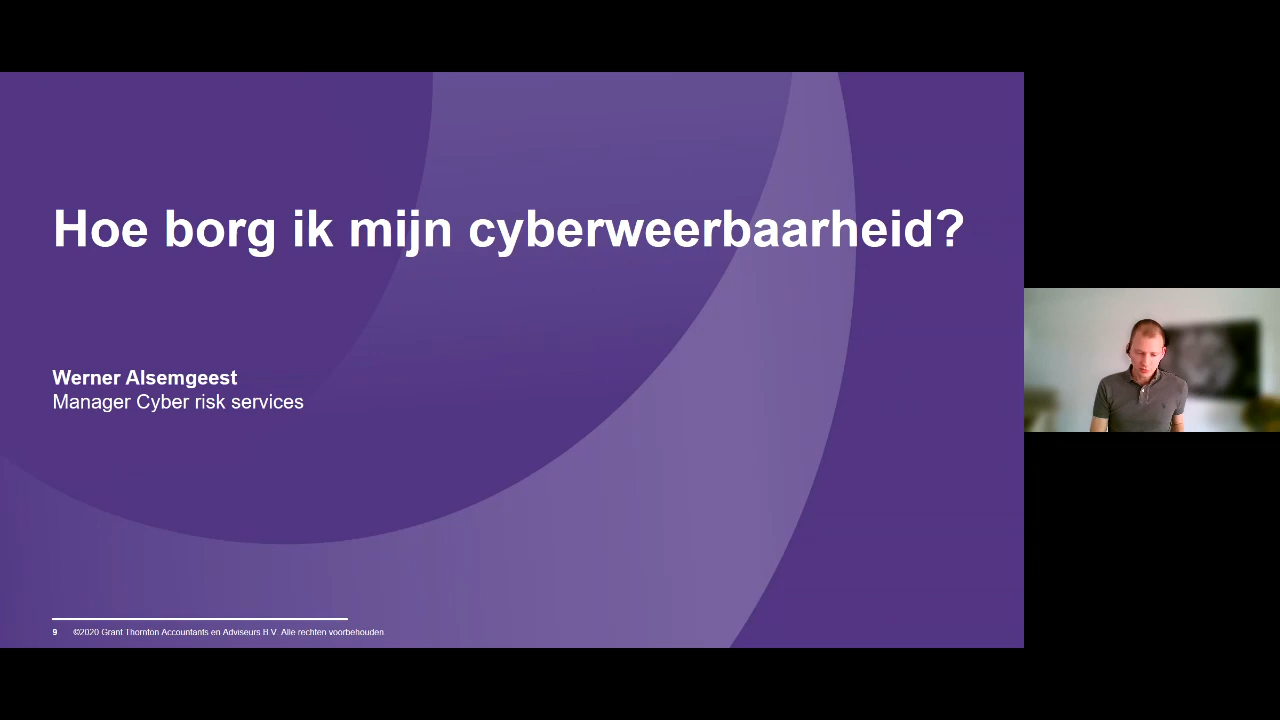 Hoe borg ik mijn cyberweerbaarheid?
Werner Alsemgeest
Manager Cyber risk services
9 ©2020 Grant Thornton Accountants en Adviseurs B.V. Alle rechten voorbehouden